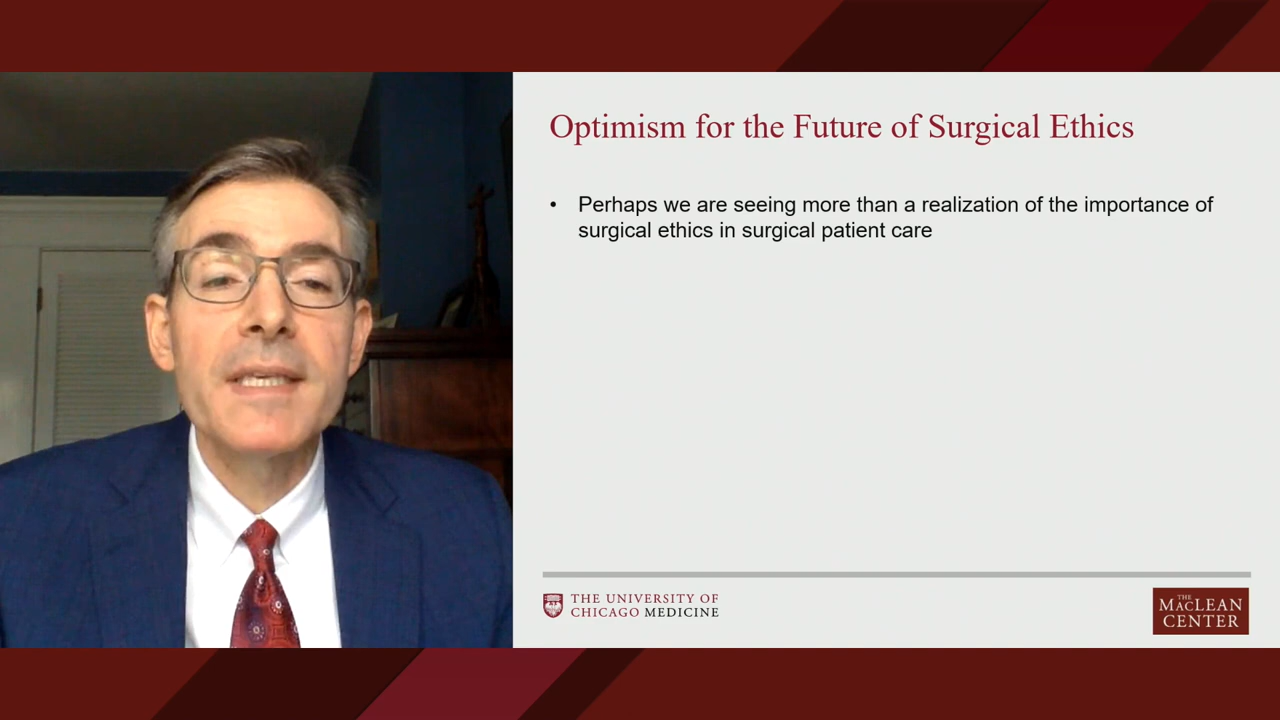 Optimism for the Future of Surgical Ethics
• Perhaps we are seeing more than a realization of the importance of
surgical ethics in surgical patient care
THE UNIVERSITY OF
CHICAGO MEDICINE
THE
MACLEAN
CENTER